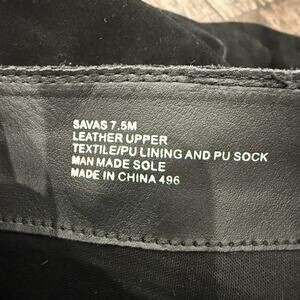 SAVAS 7.5M
LEATHER UPPER
TEXTILE/PU LINING AND PU SOCK
MAN MADE SOLE
MADE IN CHINA 496